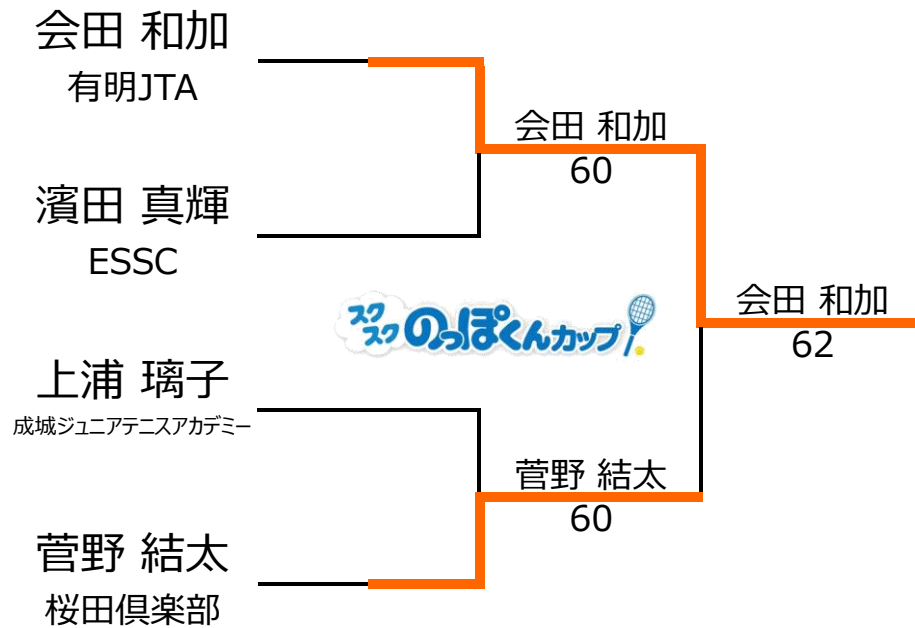 会田 和加
有明JTA
会田 和加
60
濱田 真輝
ESSC
スク
スク のっぽくんカップ
会田 和加
62
上浦 璃子
成城ジュニアテニスアカデミー
菅野 結太
60
菅野 結太
桜田倶楽部